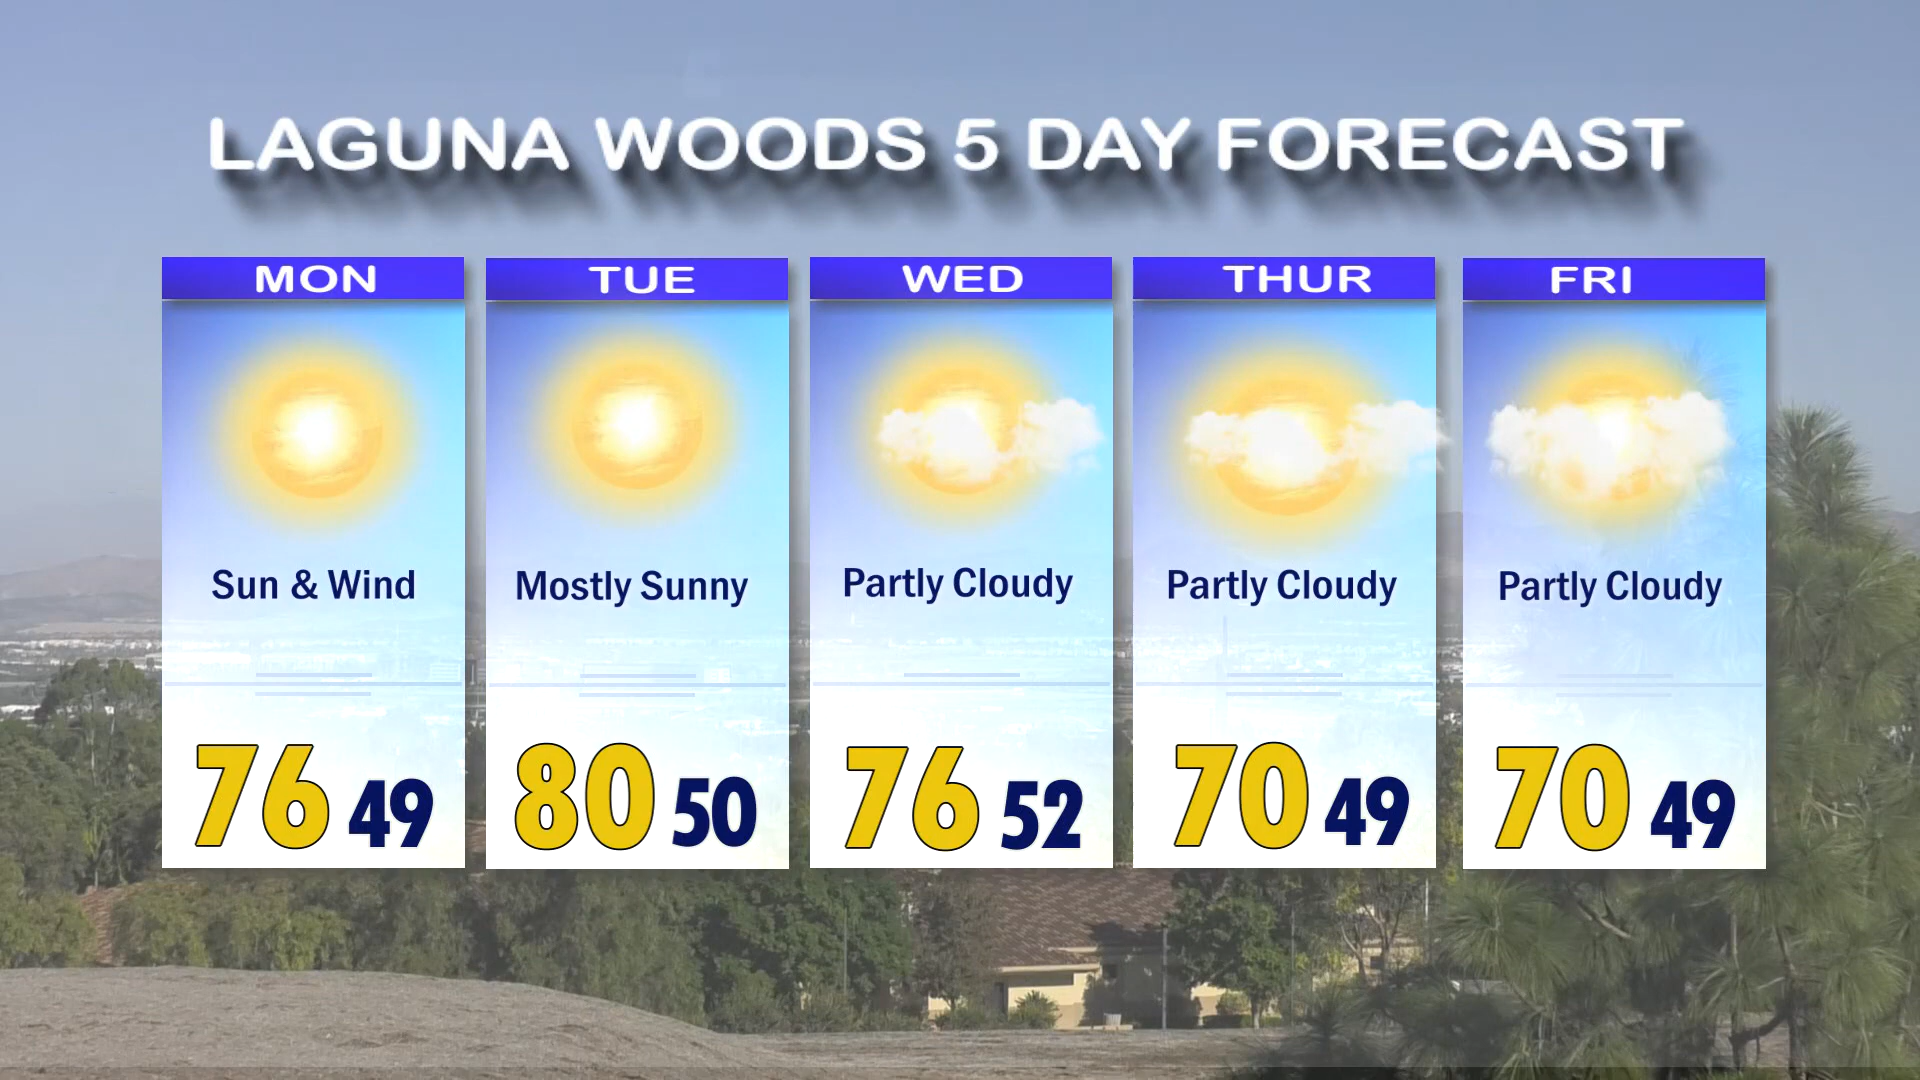 LAGUNA WOODS 5 DAY FORECAST
MON
Sun & Wind
76 49
TUE
Mostly Sunny
80 50
WED
Partly Cloudy
76 52
THUR
Partly Cloudy
70 49
FRI
Partly Cloudy
70 49